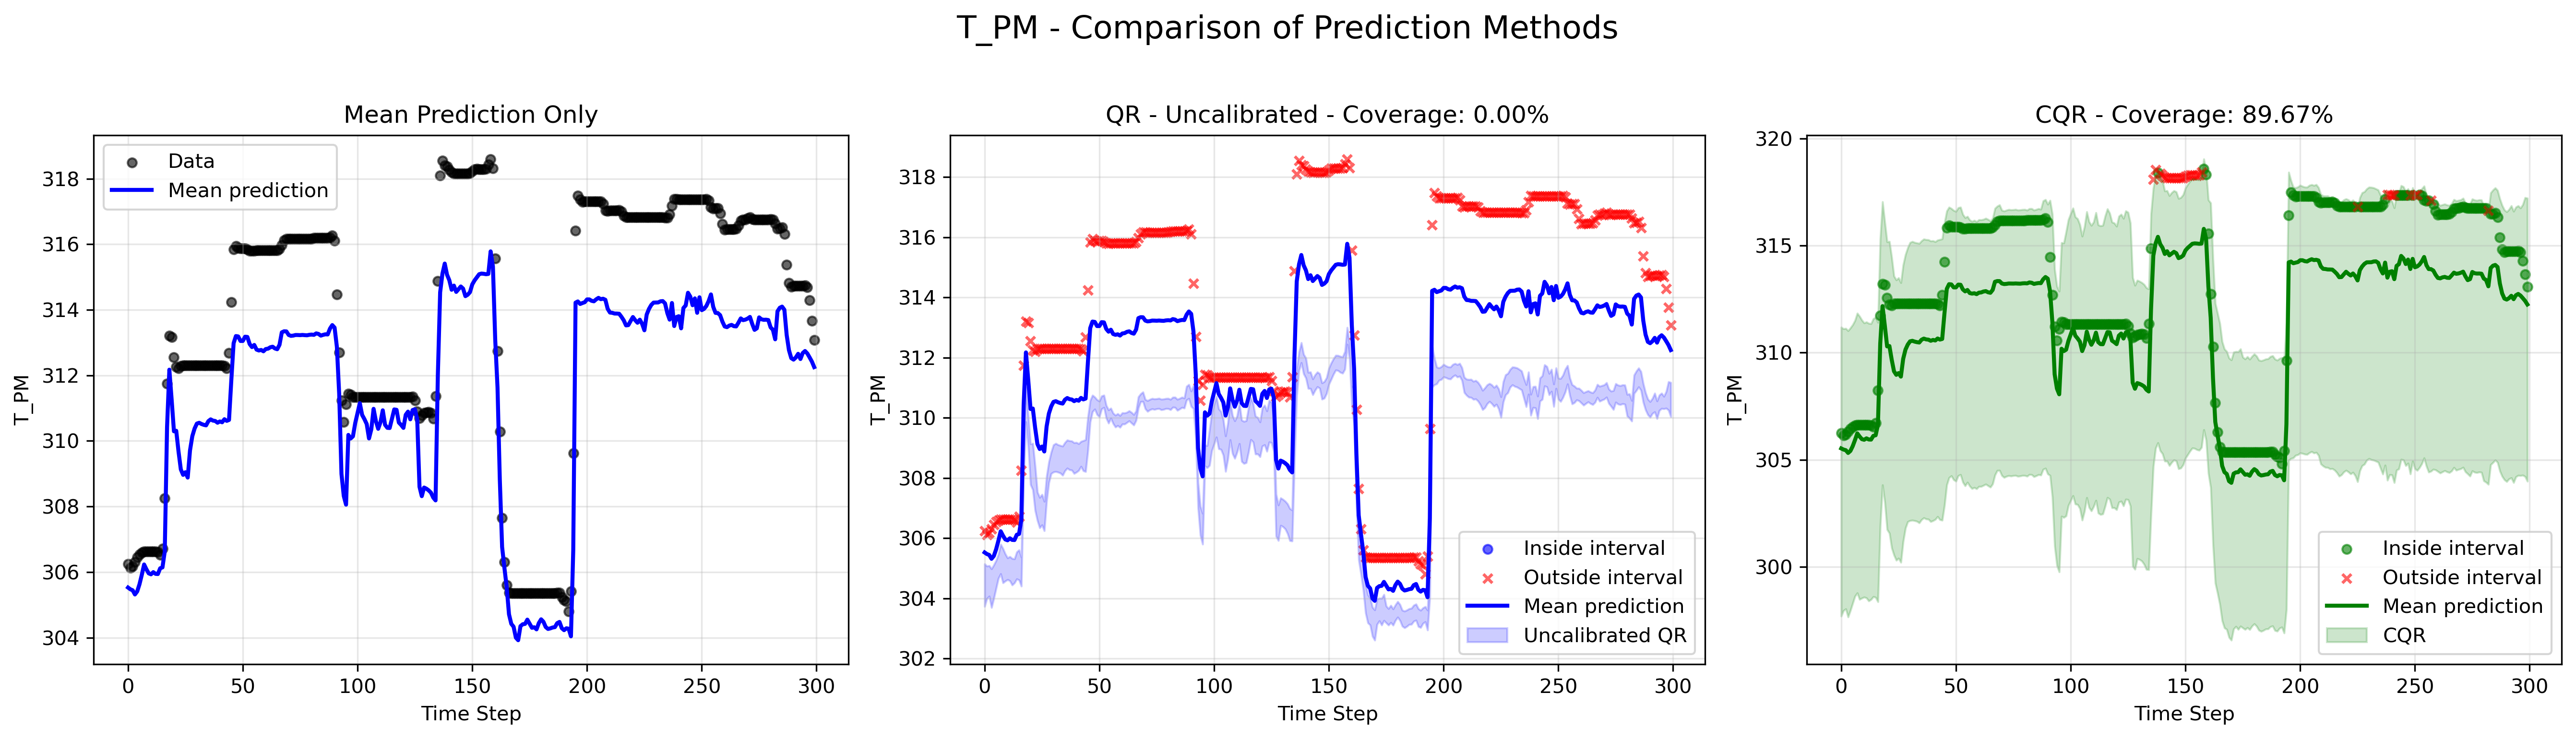 T_PM - Comparison of Prediction Methods
Mean Prediction Only
Data
Mean prediction
T_PM
318
316
314
312
310
308
306
304
0 50 100 150 200 250 300
Time Step
QR - Uncalibrated - Coverage: 0.00%
T_PM
318
316
314
312
310
308
306
304
302
Inside interval
Outside interval
Mean prediction
Uncalibrated QR
0 50 100 150 200 250 300
Time Step
CQR - Coverage: 89.67%
T_PM
320
315
310
305
300
Inside interval
Outside interval
Mean prediction
CQR
0 50 100 150 200 250 300
Time Step